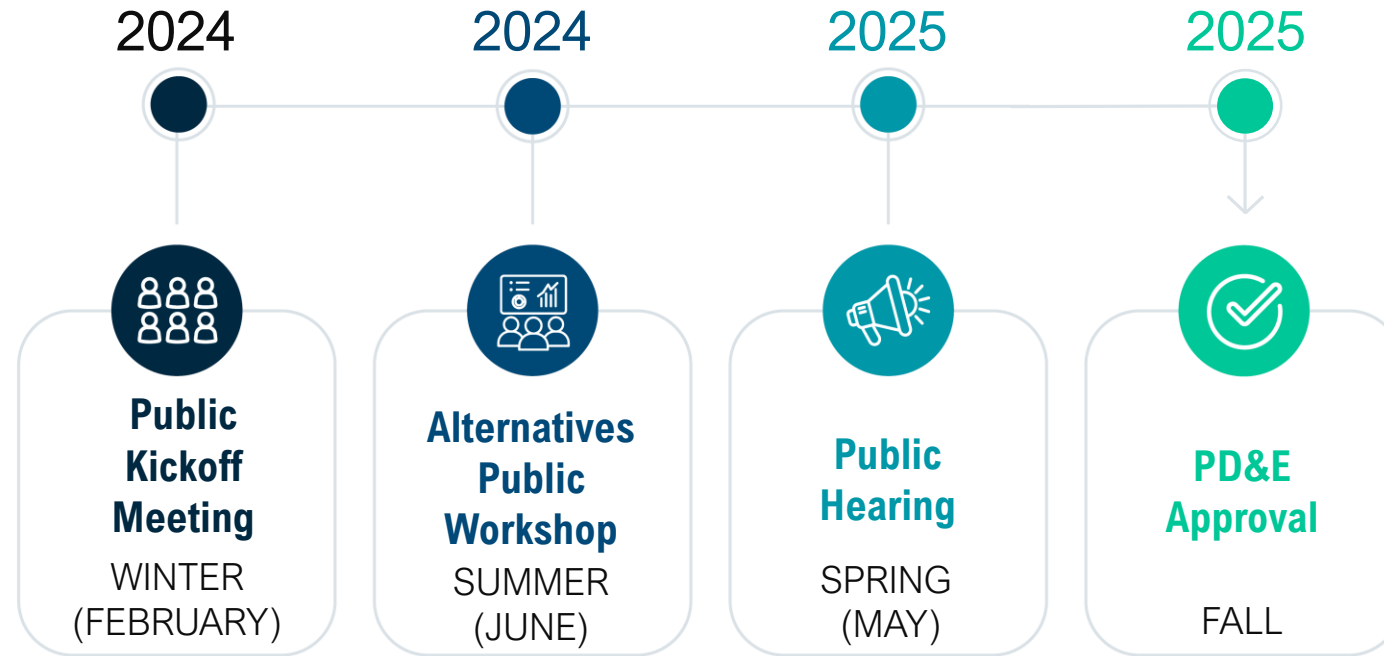 2024
Public
Kickoff
Meeting
WINTER
(FEBRUARY)
2024
Alternatives
Public
Workshop
SUMMER
(JUNE)
2025
Public
Hearing
SPRING
(MAY)
2025
PD&E
Approval
FALL